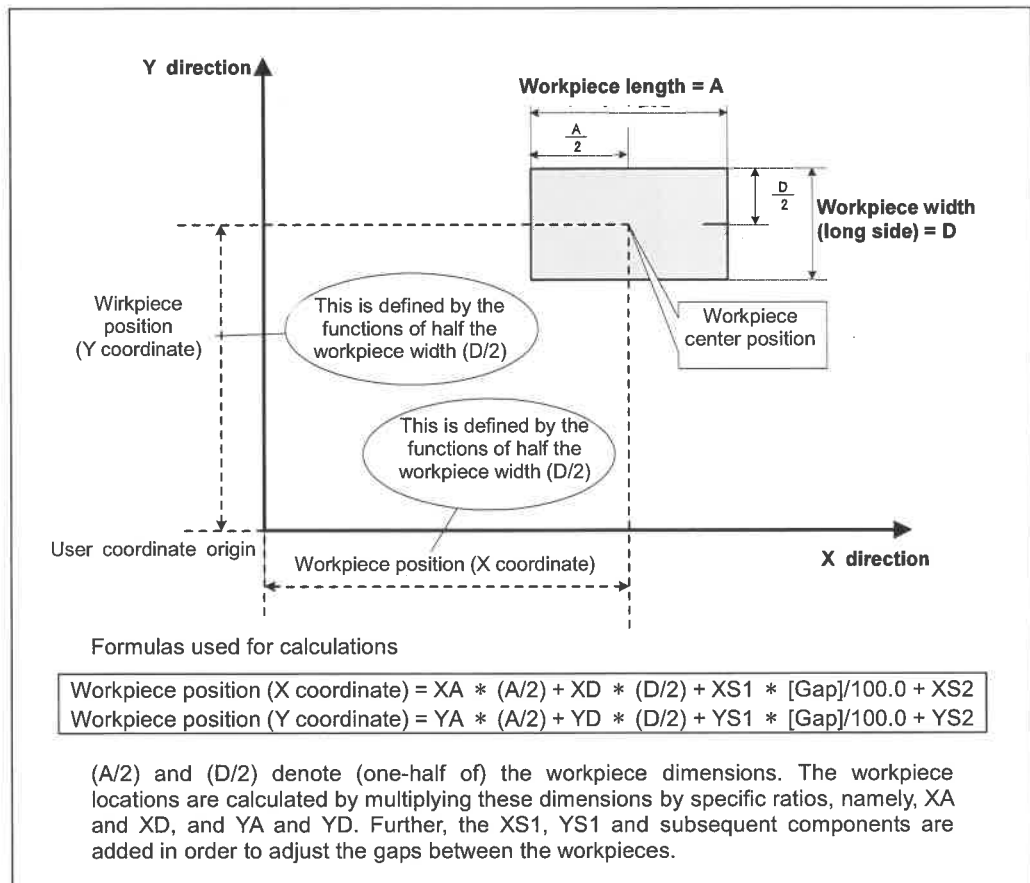 Y direction
Workpiece length = A
A
2
D
2
Workpiece width
(long side) = D
Wirkpiece
position
(Y coordinate)
This is defined by the
functions of half the
workpiece width (D/2)
Workpiece
center position
This is defined by the
functions of half the
workpiece width (D/2)
User coordinate origin
Workpiece position (X coordinate)
X direction
Formulas used for calculations
Workpiece position (X coordinate) = XA * (A/2) + XD * (D/2) + XS1 * [Gap]/100.0 + XS2
Workpiece position (Y coordinate) = YA * (A/2) + YD * (D/2) + YS1 * [Gap]/100.0 + YS2
(A/2) and (D/2) denote (one-half of) the workpiece dimensions. The workpiece
locations are calculated by multiplying these dimensions by specific ratios, namely, XA
and XD, and YA and YD. Further, the XS1, YS1 and subsequent components are
added in order to adjust the gaps between the workpieces.